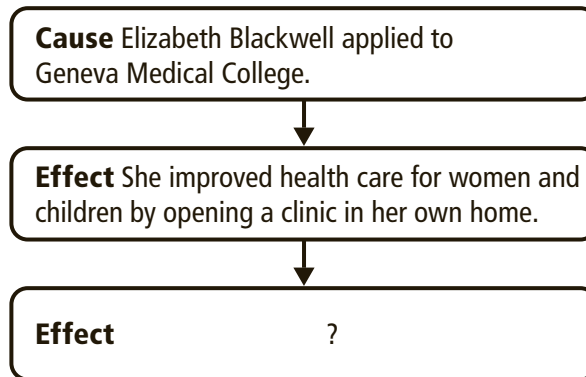 Cause Elizabeth Blackwell applied to
Geneva Medical College.
Effect She improved health care for women and
children by opening a clinic in her own home.
Effect ?